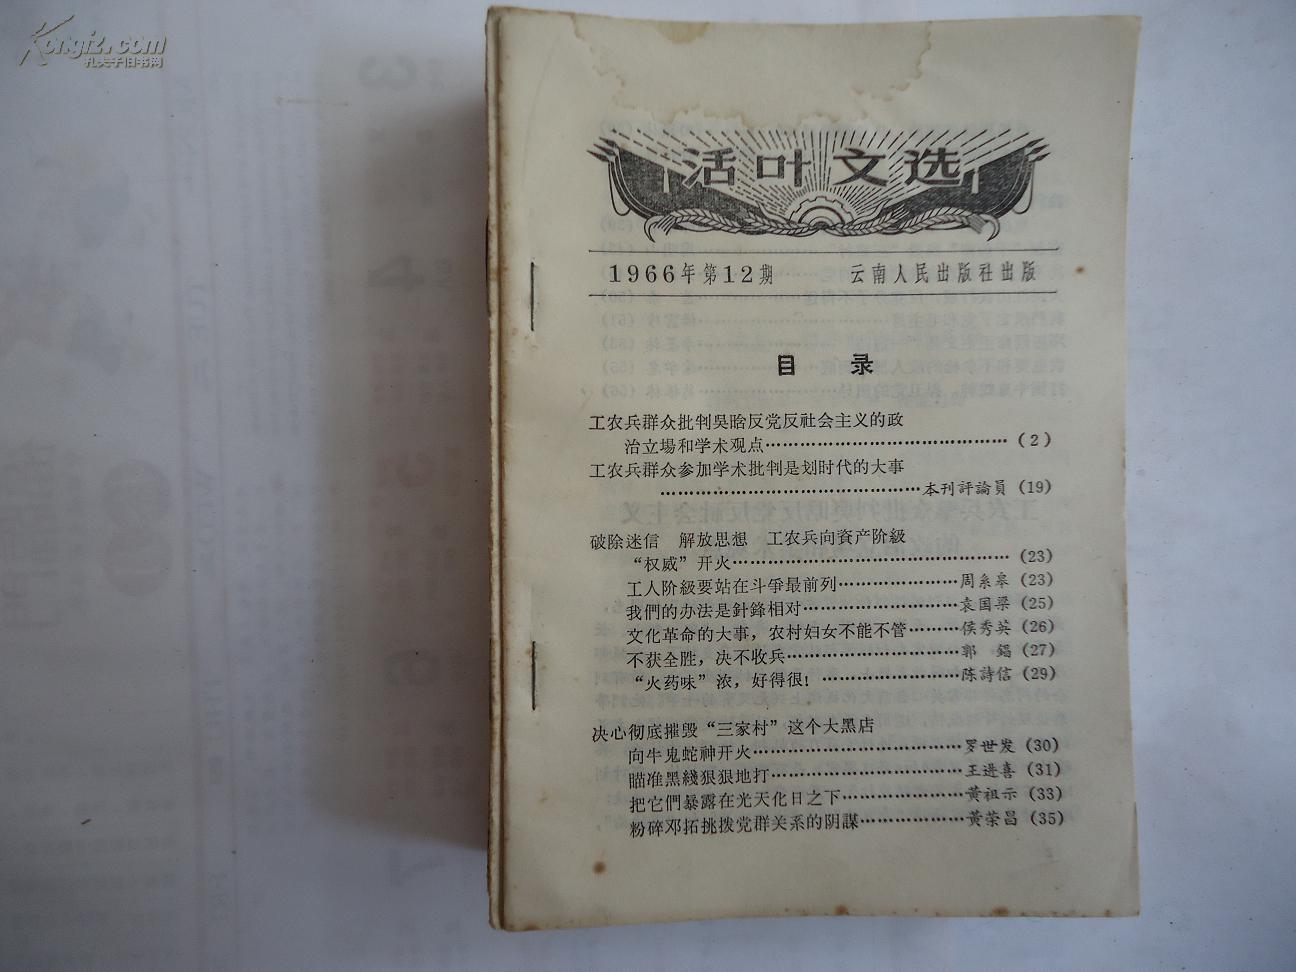 Kongfz.com
孔夫子旧书网
活叶文选
1966年第12期 云南人民出版社出版
目 录
工农兵群众批判吳晗反党反社会主义的政
治立場和学术观点……………………………………(2)
工农兵群众参加学术批判是划时代的大事
……………………………………本刊評論員 (19)
破除迷信 解放思想 工农兵向資产阶級
“权威”开火……………………………………… (23)
工人阶級要站在斗爭最前列…………………周系皋 (23)
我們的办法是針鋒相对………………………袁国梁 (25)
文化革命的大事，农村妇女不能不管………侯秀英 (26)
不获全胜，决不收兵…………………………郭 鐋 (27)
“火药味”浓，好得很！……………………陈詩信 (29)
决心彻底摧毁“三家村”这个大黑店
向牛鬼蛇神开火………………………………罗世发 (30)
瞄准黑綫狠狠地打……………………………王进喜 (31)
把它們暴露在光天化日之下…………………黄祖示 (33)
粉碎邓拓挑拨党群关系的阴謀………………黄荣昌 (35)